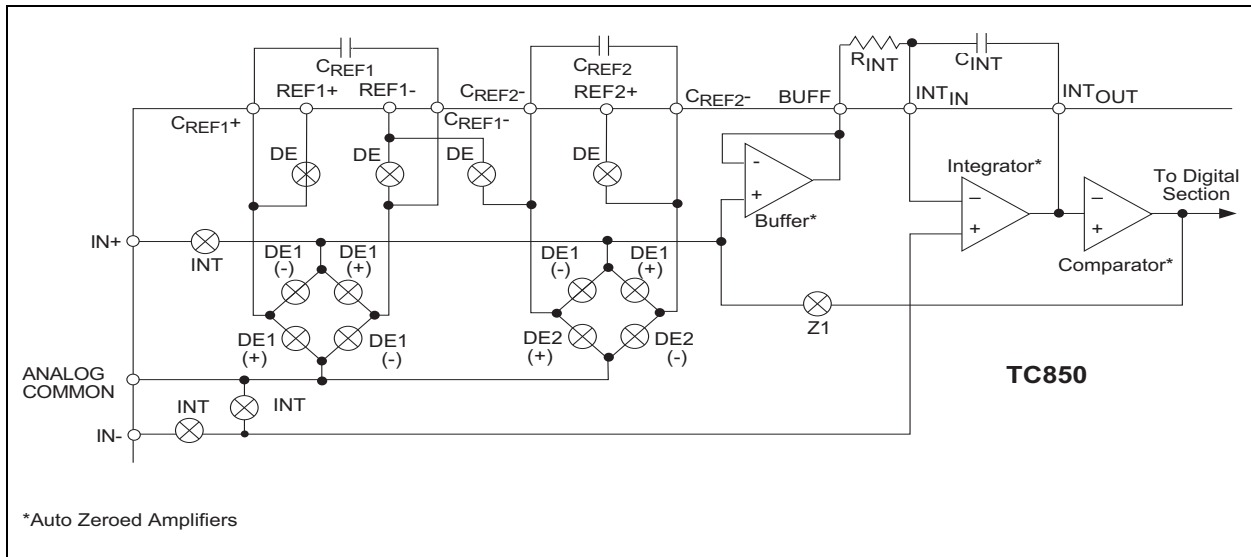 CREF1
CREF2
RINT
CINT
REF1+
REF1-
CREF2-
REF2+
CREF2-
BUFF
INTIN
INTOUT
CREF1+
CREF1-
DE
DE
DE
DE
-
+
Buffer*
Integrator*
−
+
−
+
Comparator*
To Digital
Section
IN+
INT
DE1
(-)
DE1
(+)
DE1
(-)
DE1
(+)
DE1
(+)
DE1
(-)
DE2
(+)
DE2
(-)
Z1
ANALOG
COMMON
INT
INT
IN-
TC850
*Auto Zeroed Amplifiers